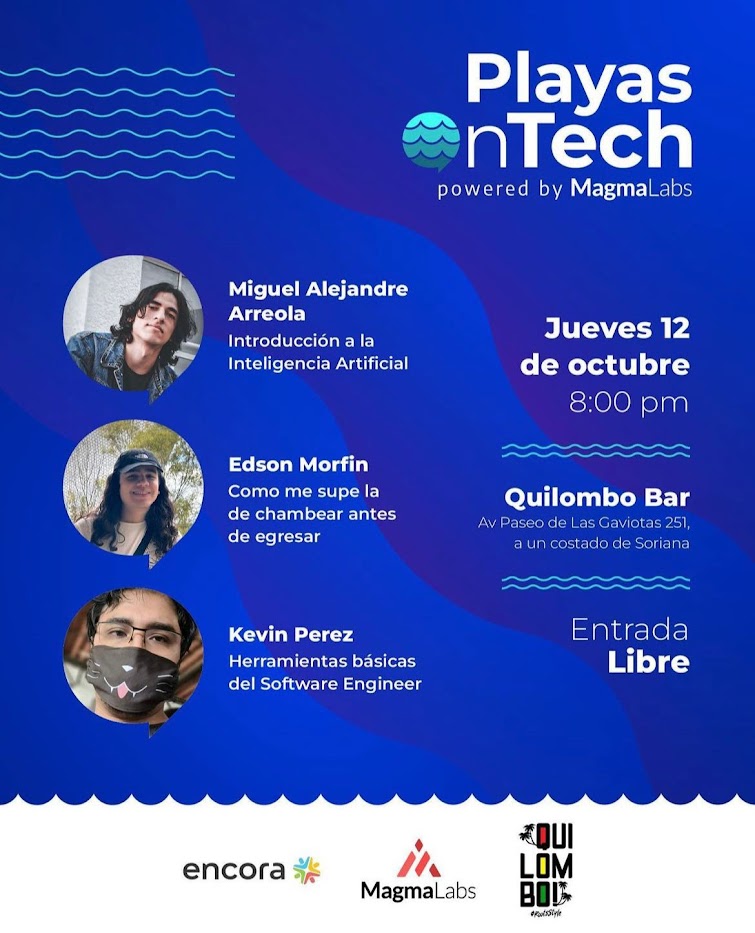 Playas
OnTech
powered by MagmaLabs
Miguel Alejandre
Arreola
Introducción a la
Inteligencia Artificial
Edson Morfin
Como me supe la
de chambear antes
de egresar
Kevin Perez
Herramientas básicas
del Software Engineer
Jueves 12
de octubre
8:00 pm
Quilombo Bar
Av Paseo de Las Gaviotas 251,
a un costado de Soriana
Entrada
Libre
encora
MagmaLabs
QUI
LOM
BO!
#RootsStyle